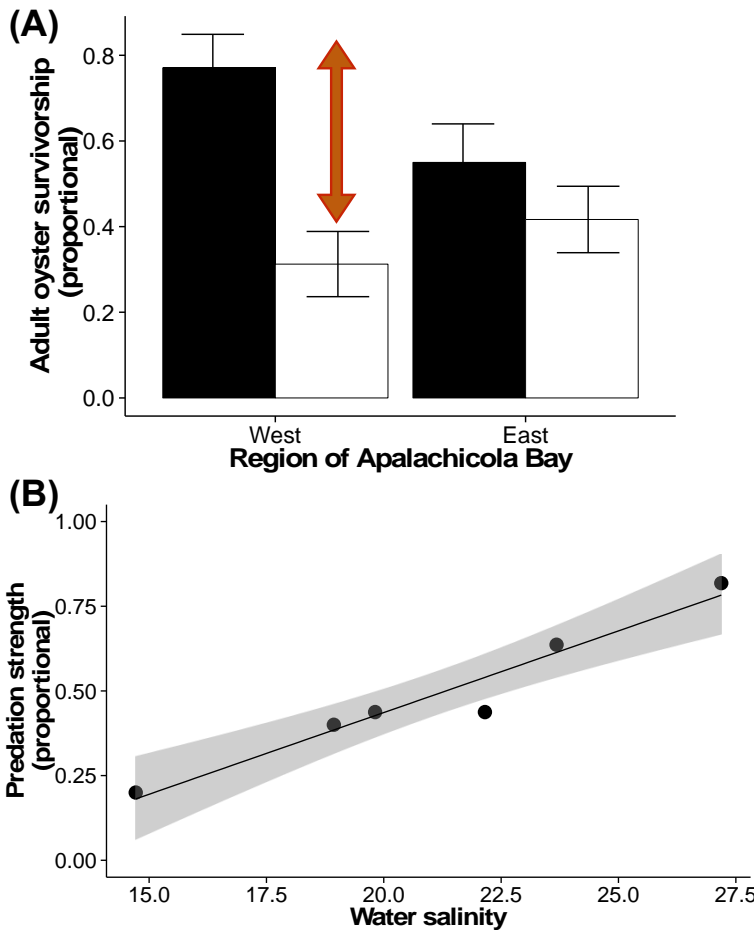 (A)
Adult oyster survivorship
(proportional)
0.8
0.6
0.4
0.2
0.0
West East
Region of Apalachicola Bay
(B)
Predation strength
(proportional)
1.00
0.75
0.50
0.25
0.00
15.0 17.5 20.0 22.5 25.0 27.5
Water salinity